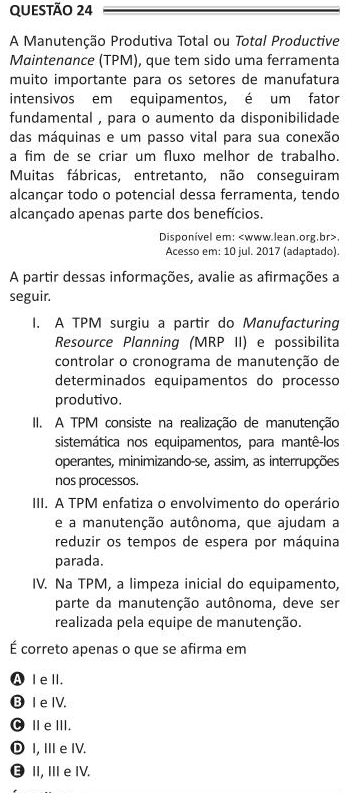 QUESTÃO 24
A Manutenção Produtiva Total ou Total Productive
Maintenance (TPM), que tem sido uma ferramenta
muito importante para os setores de manufatura
intensivos em equipamentos, é um fator
fundamental , para o aumento da disponibilidade
das máquinas e um passo vital para sua conexão
a fim de se criar um fluxo melhor de trabalho.
Muitas fábricas, entretanto, não conseguiram
alcançar todo o potencial dessa ferramenta, tendo
alcançado apenas parte dos benefícios.
Disponível em: <www.lean.org.br>.
Acesso em: 10 jul. 2017 (adaptado).
A partir dessas informações, avalie as afirmações a
seguir.
I. A TPM surgiu a partir do Manufacturing
Resource Planning (MRP II) e possibilita
controlar o cronograma de manutenção de
determinados equipamentos do processo
produtivo.
II. A TPM consiste na realização de manutenção
sistemática nos equipamentos, para mantê-los
operantes, minimizando-se, assim, as interrupções
nos processos.
III. A TPM enfatiza o envolvimento do operário
e a manutenção autônoma, que ajudam a
reduzir os tempos de espera por máquina
parada.
IV. Na TPM, a limpeza inicial do equipamento,
parte da manutenção autônoma, deve ser
realizada pela equipe de manutenção.
É correto apenas o que se afirma em
A I e II.
B I e IV.
C II e III.
D I, III e IV.
E II, III e IV.